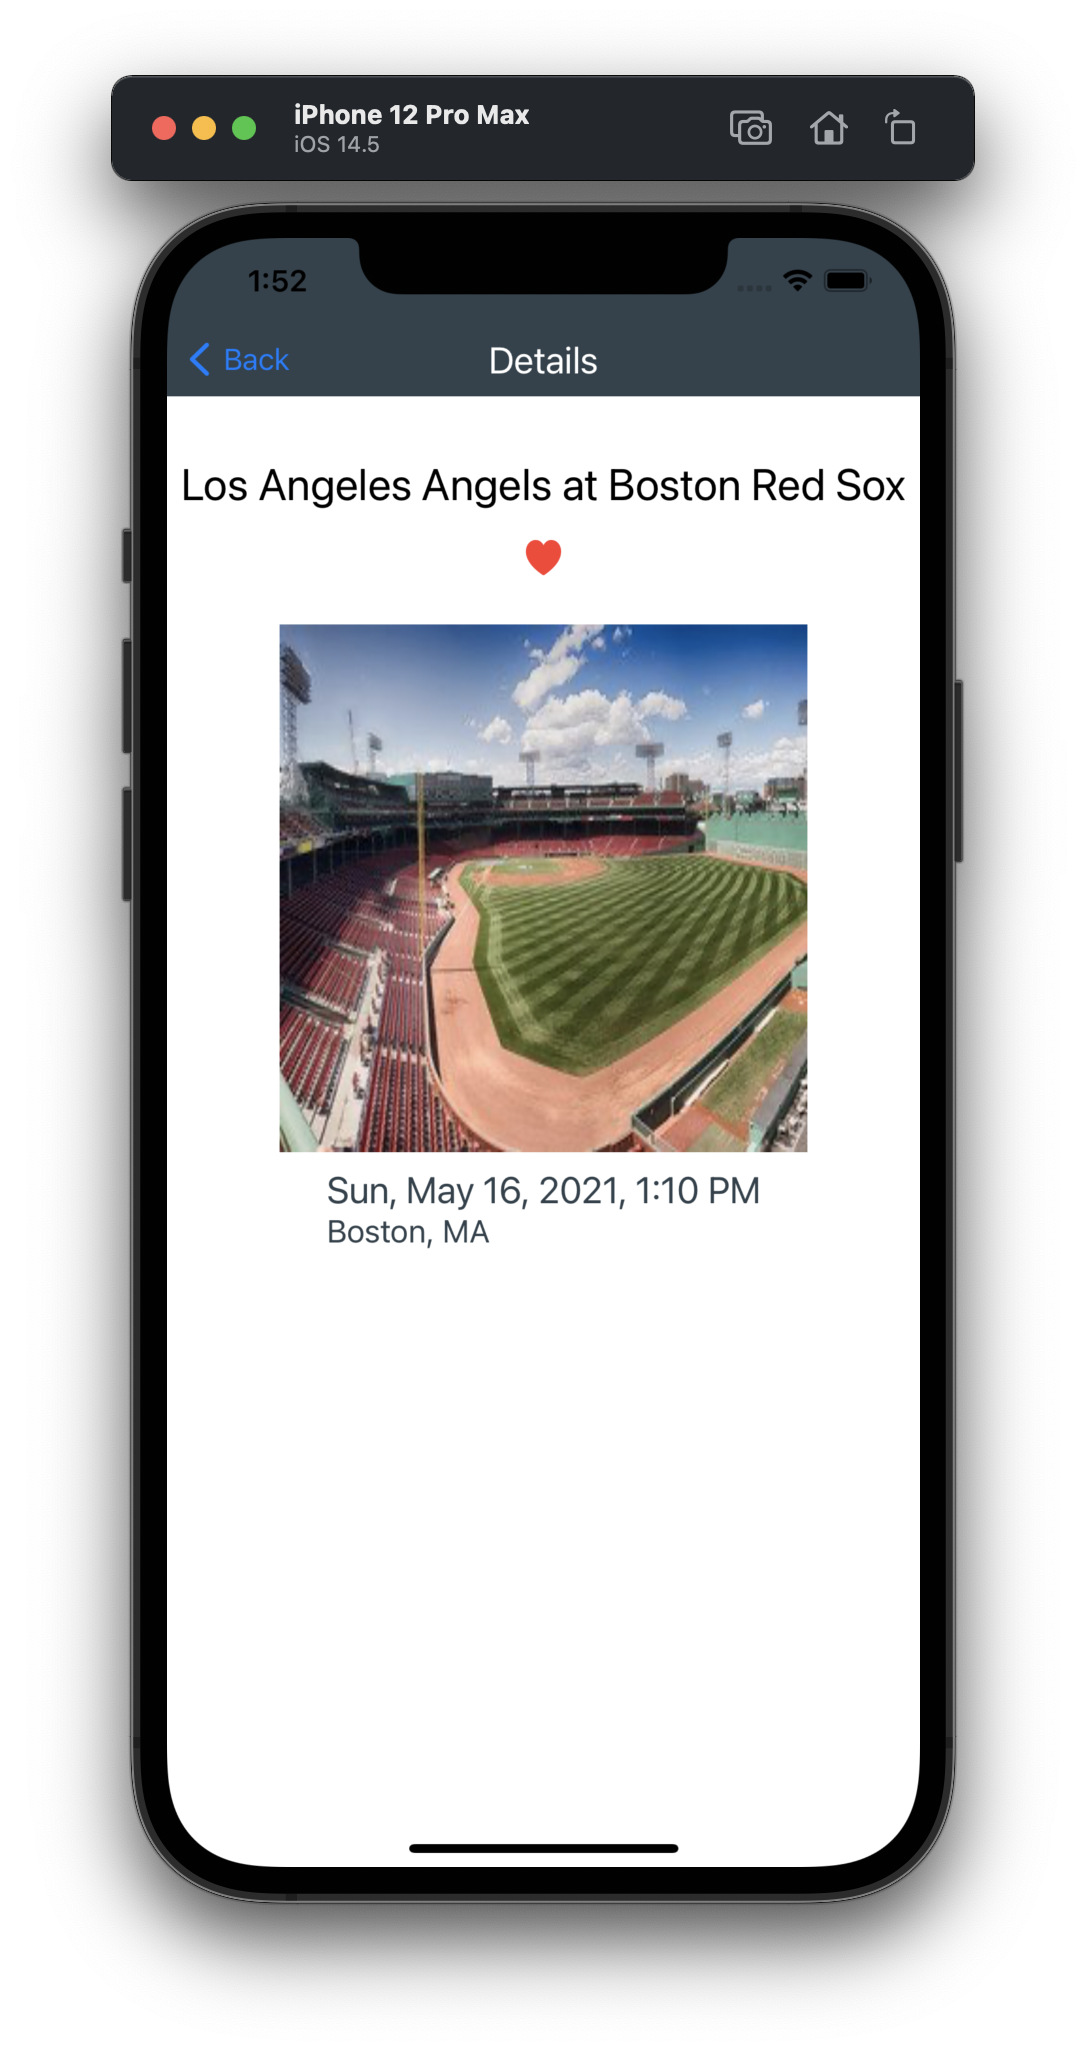 iPhone 12 Pro Max
iOS 14.5
1:52
Back
Details
Los Angeles Angels at Boston Red Sox
Sun, May 16, 2021, 1:10 PM
Boston, MA